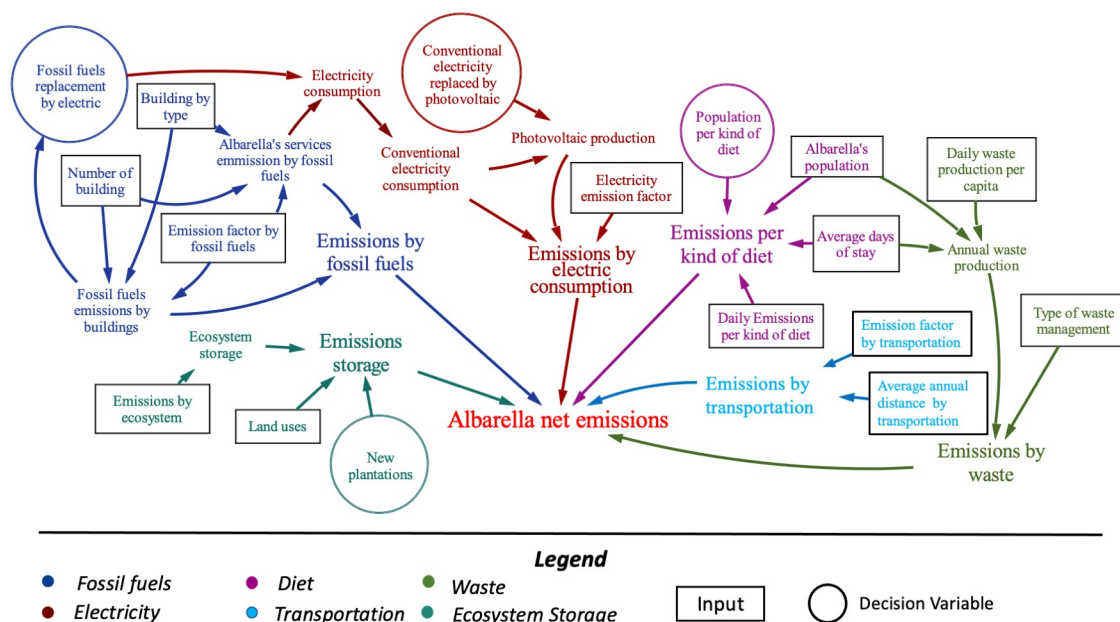 Fossil fuels
replacement
by electric
Building by
type
Electricity
consumption
Conventional
electricity
replaced by
photovoltaic
Photovoltaic production
Population
per kind of
diet
Albarella's
population
Daily waste
production per
capita
Number of
building
Albarella's services
emmission by fossil
fuels
Conventional
electricity
consumption
Electricity
emission factor
Emission factor by
fossil fuels
Emissions by
fossil fuels
Emissions by
electric
consumption
Emissions per
kind of diet
Average days
of stay
Annual waste
production
Fossil fuels
emissions by
buildings
Daily Emissions
per kind of diet
Type of waste
management
Ecosystem
storage
Emissions
storage
Emission factor
by transportation
Emissions by
ecosystem
Land uses
New
plantations
Albarella net emissions
Emissions by
transportation
Average annual
distance by
transportation
Emissions by
waste
Legend
Fossil fuels
Diet
Waste
Input
Decision Variable
Electricity
Transportation
Ecosystem Storage